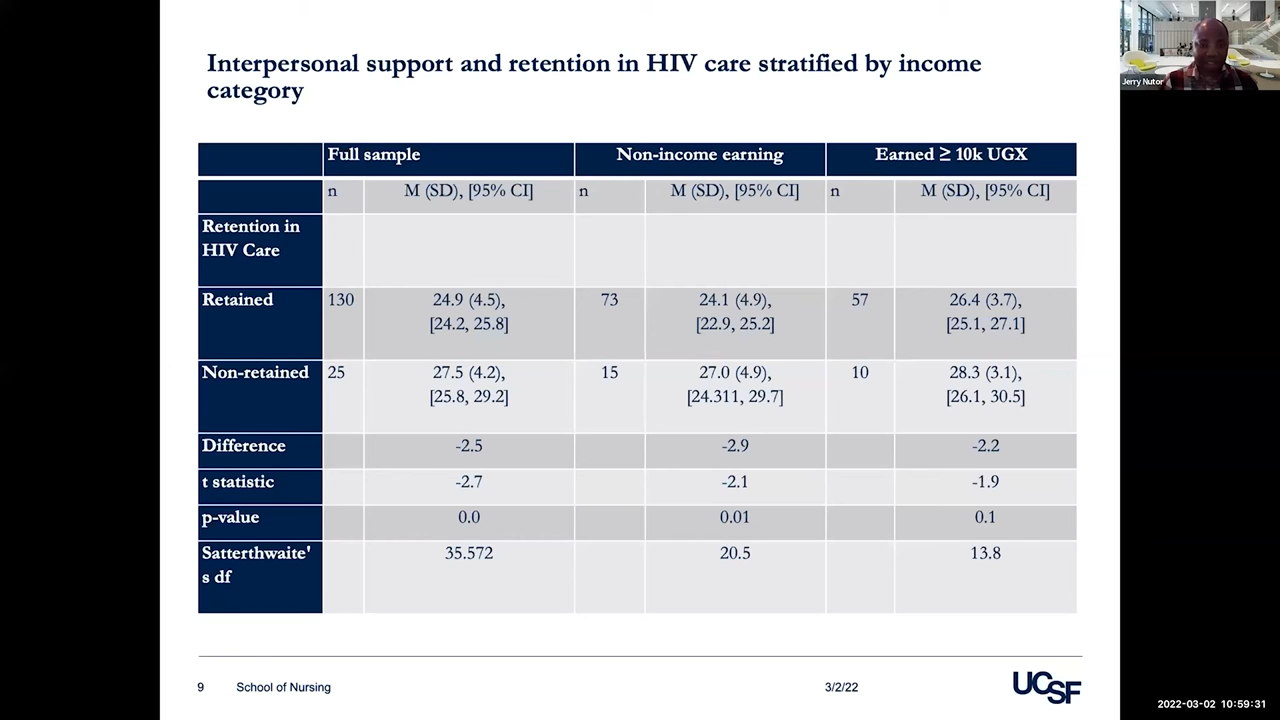 Interpersonal support and retention in HIV care stratified by income
category
Jerry Nutor
Full sample Non-income earning Earned ≥ 10k UGX
n M (SD), [95% CI] n M (SD), [95% CI] n M (SD), [95% CI]
Retention in
HIV Care
Retained 130 24.9 (4.5), 73 24.1 (4.9), 57 26.4 (3.7),
[24.2, 25.8] [22.9, 25.2] [25.1, 27.1]
Non-retained 25 27.5 (4.2), 15 27.0 (4.9), 10 28.3 (3.1),
[25.8, 29.2] [24.311, 29.7] [26.1, 30.5]
Difference -2.5 -2.9 -2.2
t statistic -2.7 -2.1 -1.9
p-value 0.0 0.01 0.1
Satterthwaite' 35.572 20.5 13.8
s df
9 School of Nursing 3/2/22 UCSF
2022-03-02 10:59:31